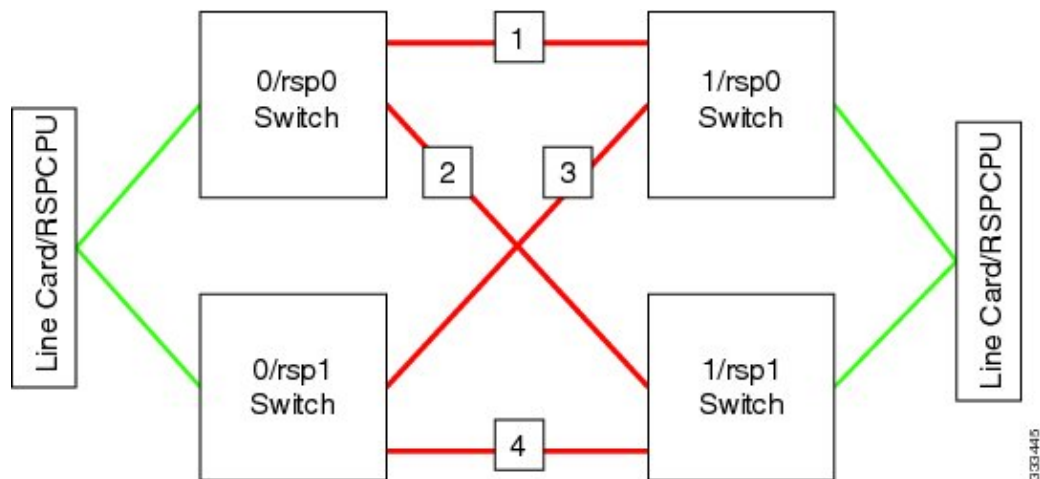 1
0/rsp0
Switch
1/rsp0
Switch
2
3
Line Card/RSPCPU
Line Card/RSPCPU
0/rsp1
Switch
1/rsp1
Switch
4
333445